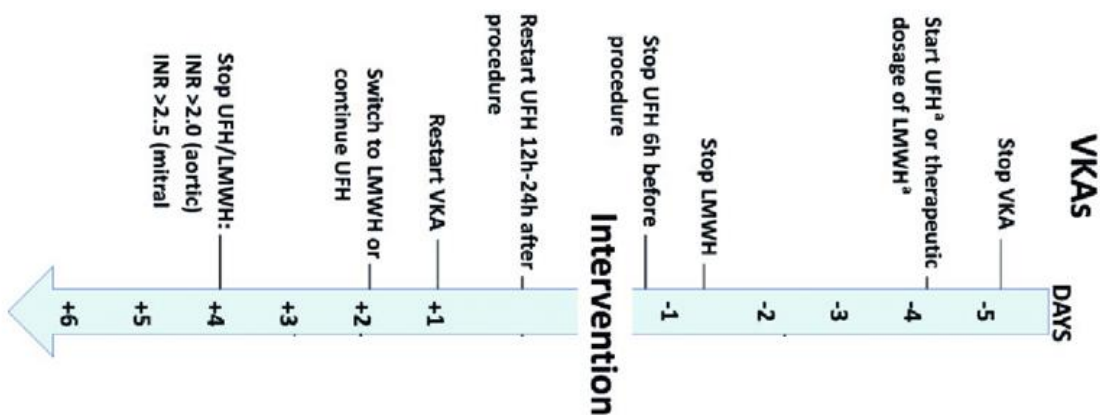 VKAs
DAYS
Stop VKA
Start UFHᵃ or therapeutic
dosage of LMWHᵃ
Stop LMWH
Stop UFH 6h before
procedure
Intervention
Restart UFH 12h-24h after
procedure
Restart VKA
Switch to LMWH or
continue UFH
Stop UFH/LMWH:
INR >2.0 (aortic)
INR >2.5 (mitral
-5
-4
-3
-2
-1
+1
+2
+3
+4
+5
+6